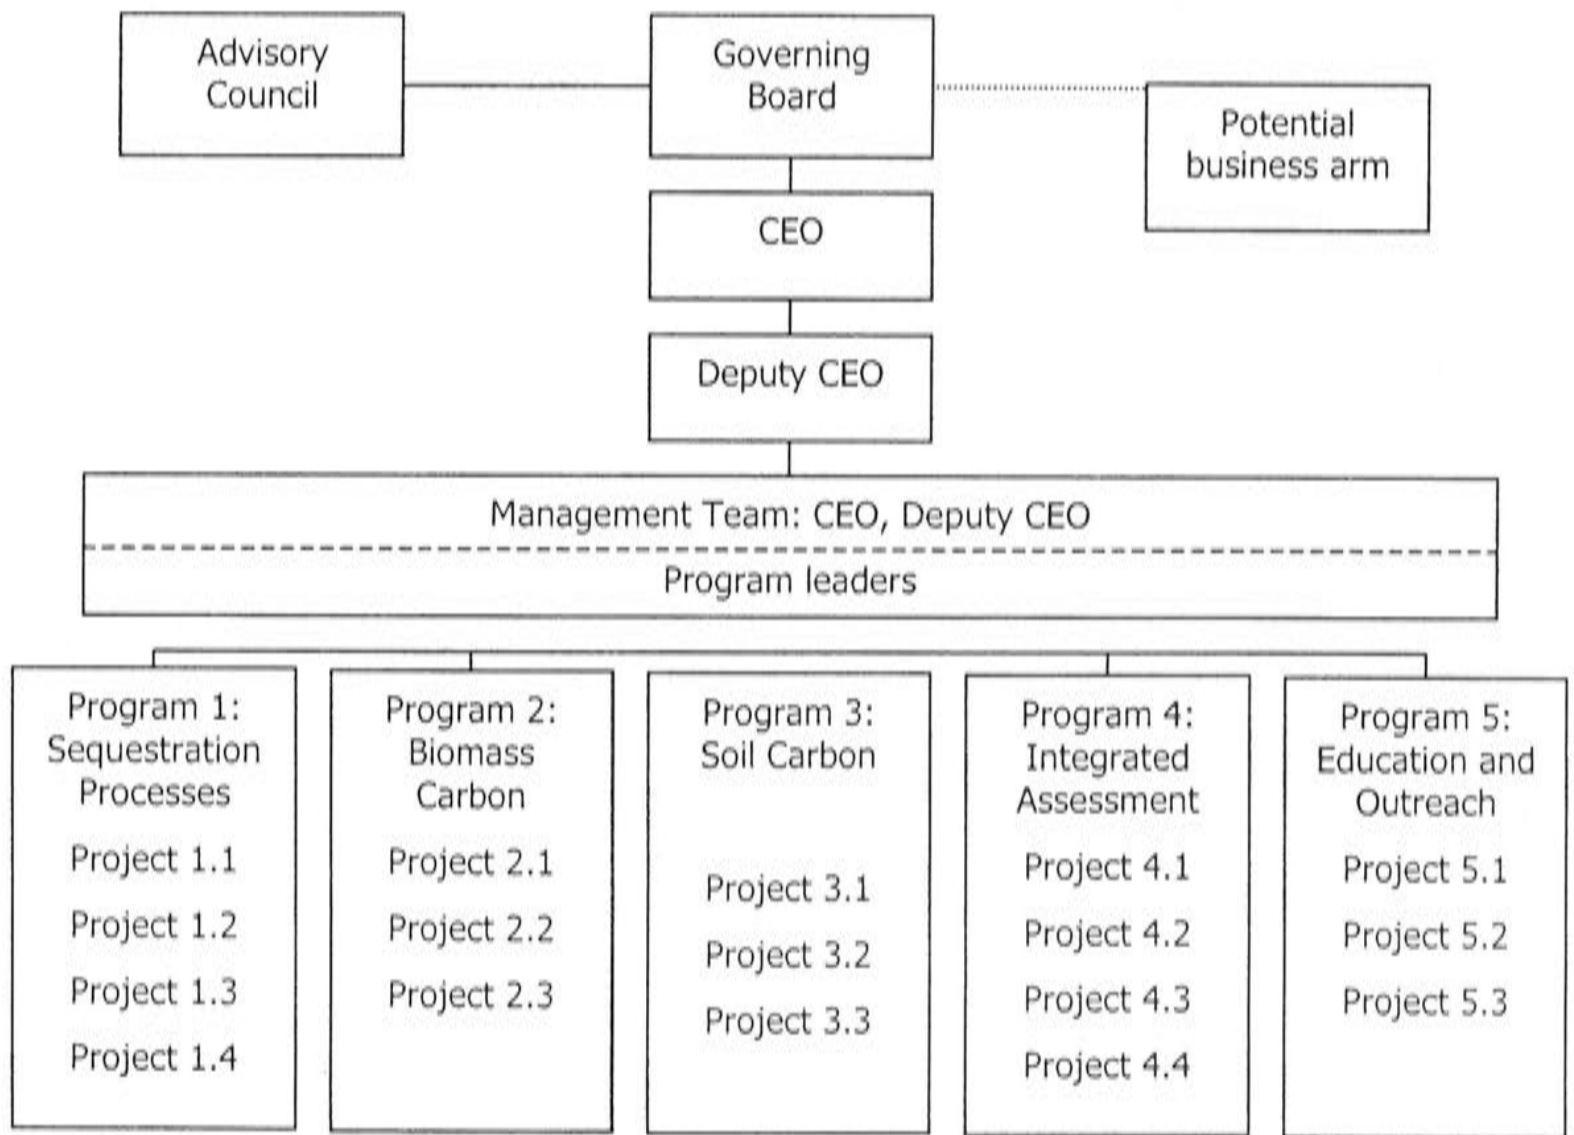 Advisory
Council
Governing
Board
Potential
business arm
CEO
Deputy CEO
Management Team: CEO, Deputy CEO
Program leaders
Program 1:
Sequestration
Processes
Project 1.1
Project 1.2
Project 1.3
Project 1.4
Program 2:
Biomass
Carbon
Project 2.1
Project 2.2
Project 2.3
Program 3:
Soil Carbon
Project 3.1
Project 3.2
Project 3.3
Program 4:
Integrated
Assessment
Project 4.1
Project 4.2
Project 4.3
Project 4.4
Program 5:
Education and
Outreach
Project 5.1
Project 5.2
Project 5.3